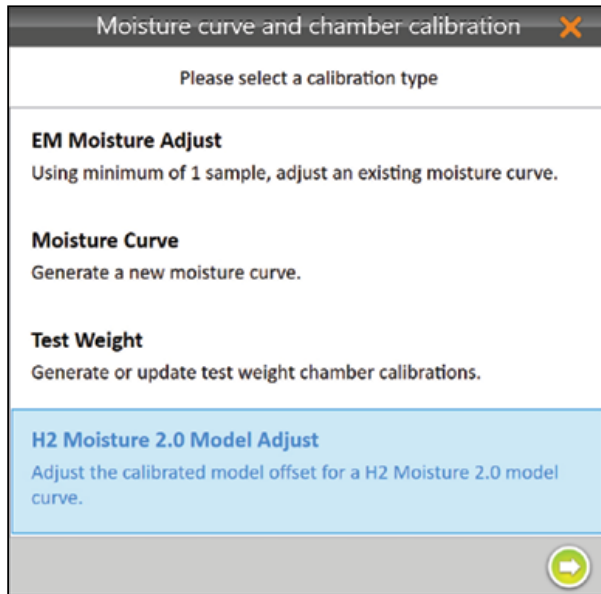 Moisture curve and chamber calibration
Please select a calibration type
EM Moisture Adjust
Using minimum of 1 sample, adjust an existing moisture curve.
Moisture Curve
Generate a new moisture curve.
Test Weight
Generate or update test weight chamber calibrations.
H2 Moisture 2.0 Model Adjust
Adjust the calibrated model offset for a H2 Moisture 2.0 model
curve.